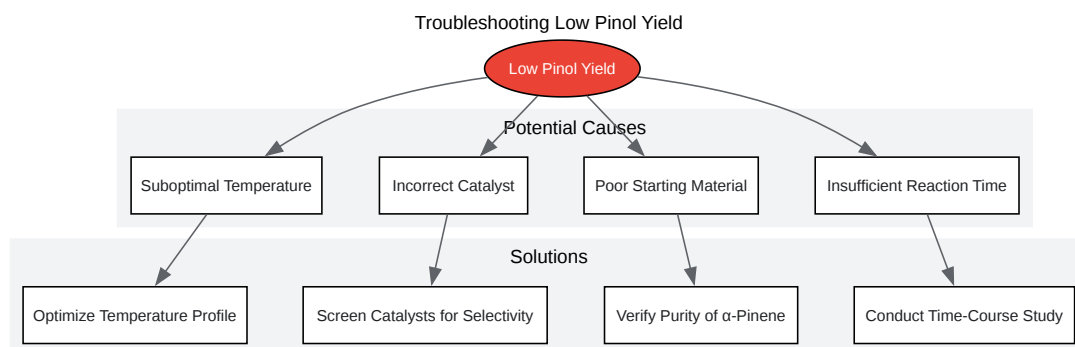 Troubleshooting Low Pinol Yield
Low Pinol Yield
Potential Causes
Suboptimal Temperature
Incorrect Catalyst
Poor Starting Material
Insufficient Reaction Time
Solutions
Optimize Temperature Profile
Screen Catalysts for Selectivity
Verify Purity of α-Pinene
Conduct Time-Course Study